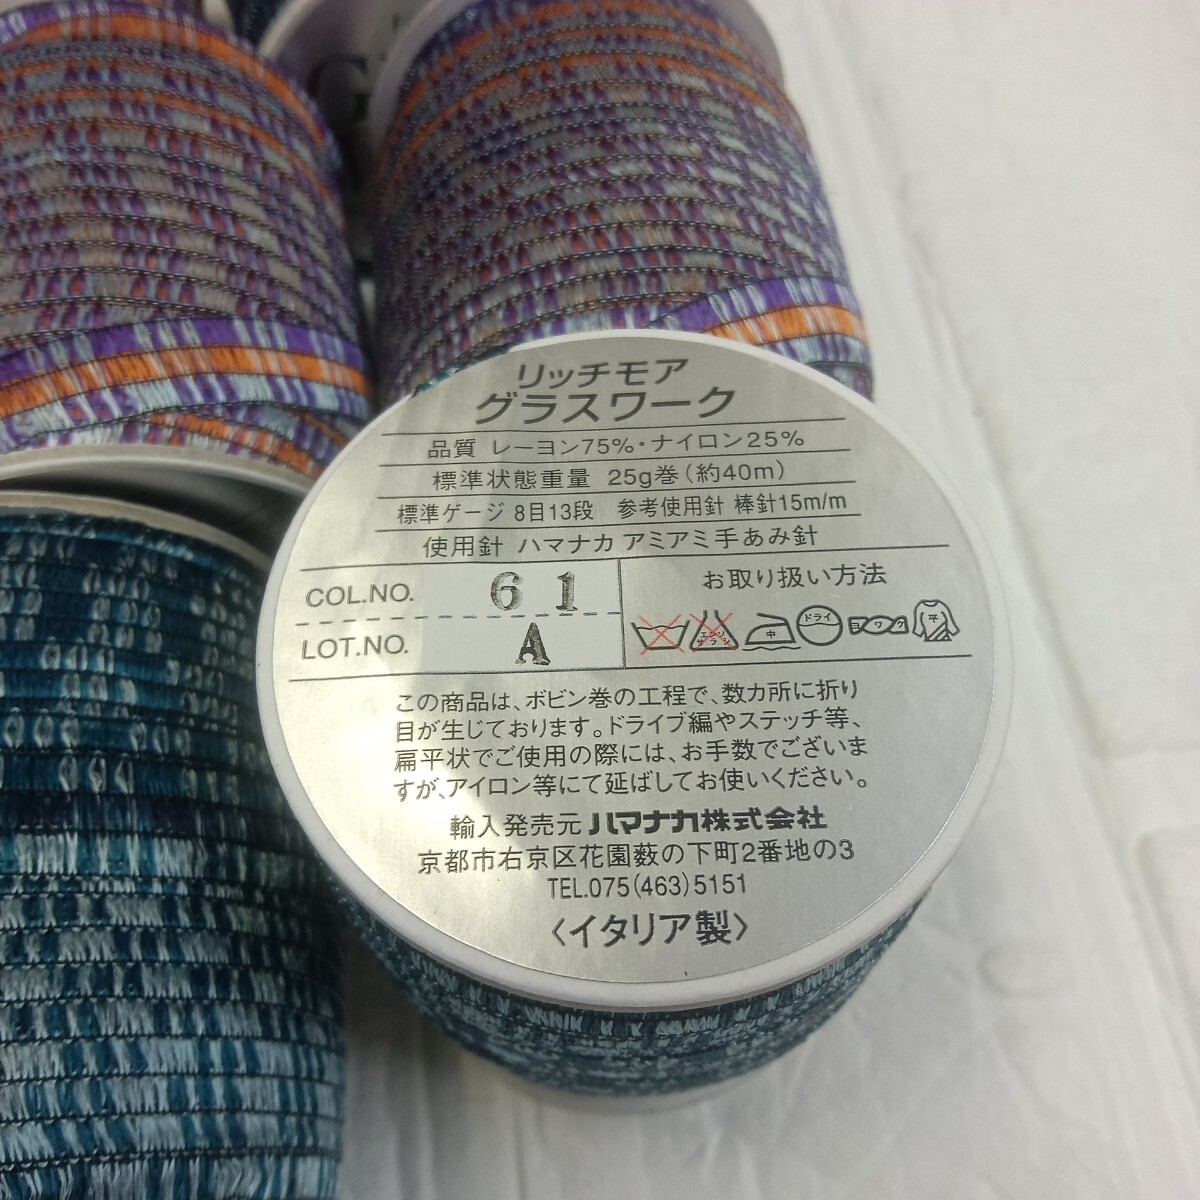 リッチモア
グラスワーク
品質 レーヨン75%・ナイロン25%
標準状態重量 25g巻(約40m)
標準ゲージ 8目13段 参考使用針 棒針15m/m
使用針 ハマナカ アミアミ手あみ針
COL.NO. 61
お取り扱い方法
LOT.NO. A
中 ドライ ヨワク 平
この商品は、ボビン巻の工程で、数カ所に折り
目が生じております。ドライブ編やステッチ等、
扁平状でご使用の際には、お手数でございま
すが、アイロン等にて延ばしてお使いください。
輸入発売元 ハマナカ株式会社
京都市右京区花園薮の下町2番地の3
TEL.075(463)5151
〈イタリア製〉